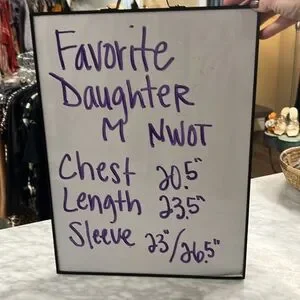 Favorite
Daughter
M NWOT
Chest 20.5"
Length 23.5"
Sleeve 23"/26.5"